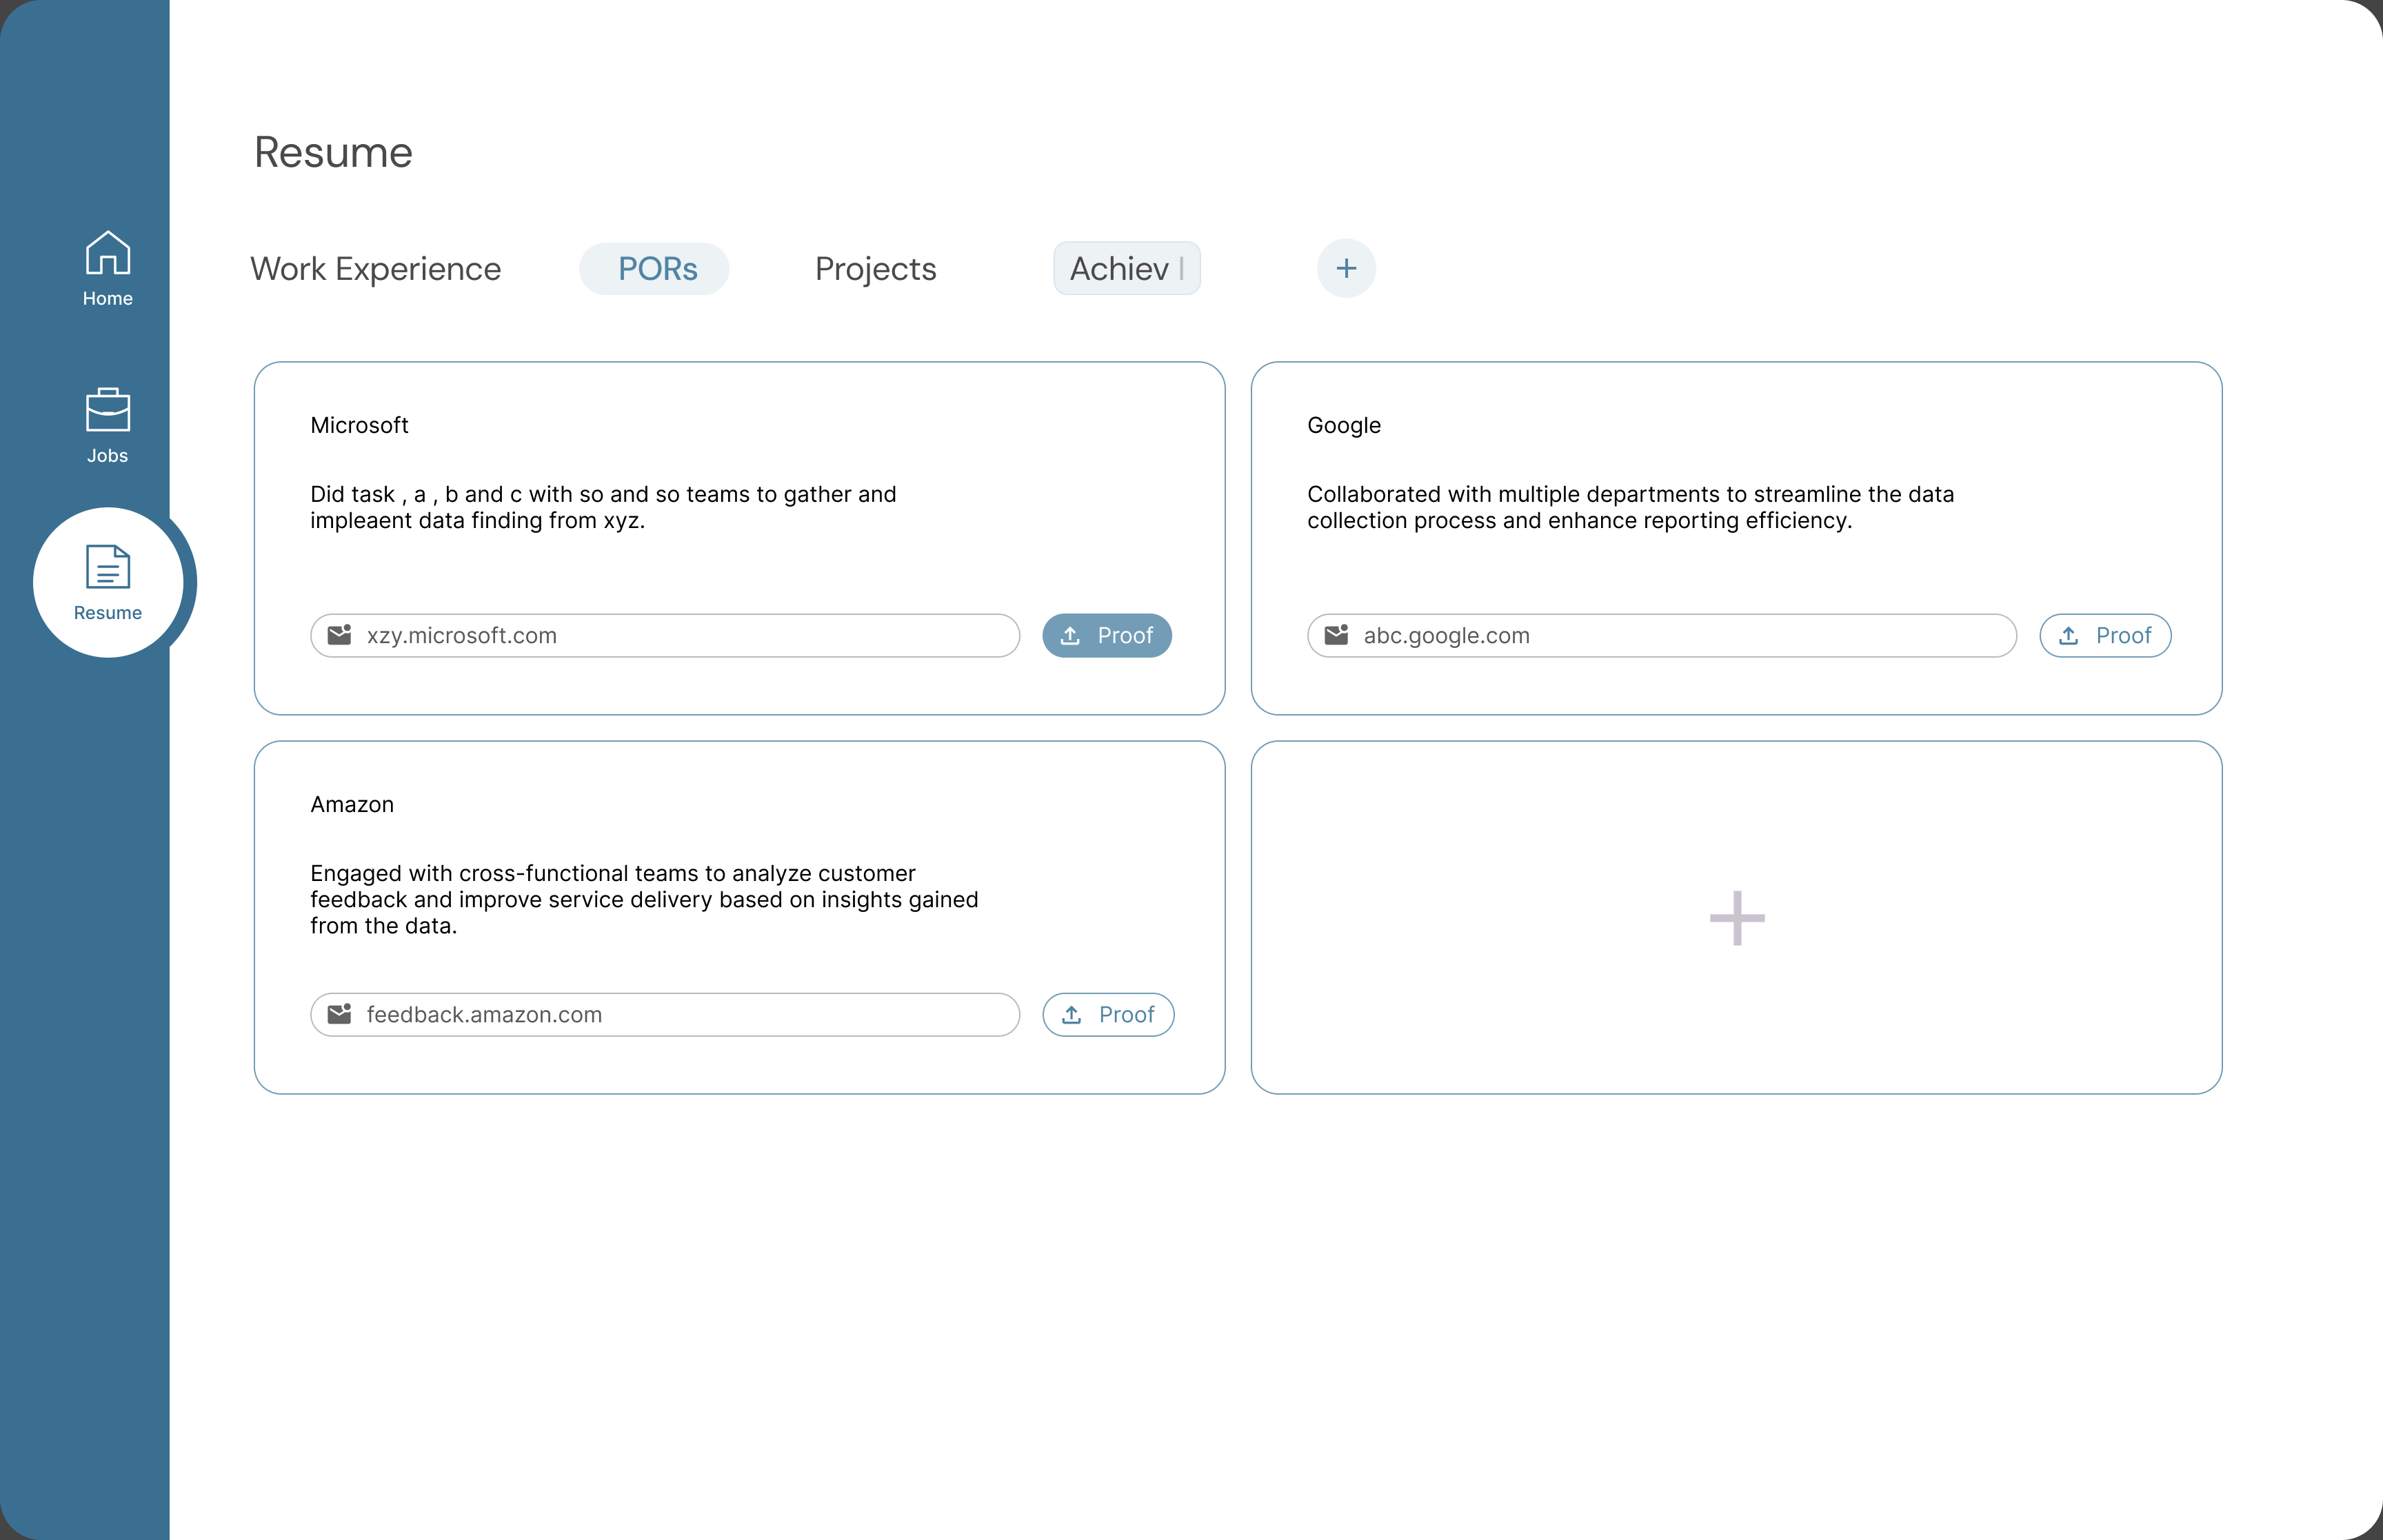 Resume
Work Experience
PORs
Projects
Achiev
Home
Jobs
Resume
Microsoft
Did task , a , b and c with so and so teams to gather and
impleaent data finding from xyz.
xzy.microsoft.com
Proof
Google
Collaborated with multiple departments to streamline the data
collection process and enhance reporting efficiency.
abc.google.com
Proof
Amazon
Engaged with cross-functional teams to analyze customer
feedback and improve service delivery based on insights gained
from the data.
feedback.amazon.com
Proof